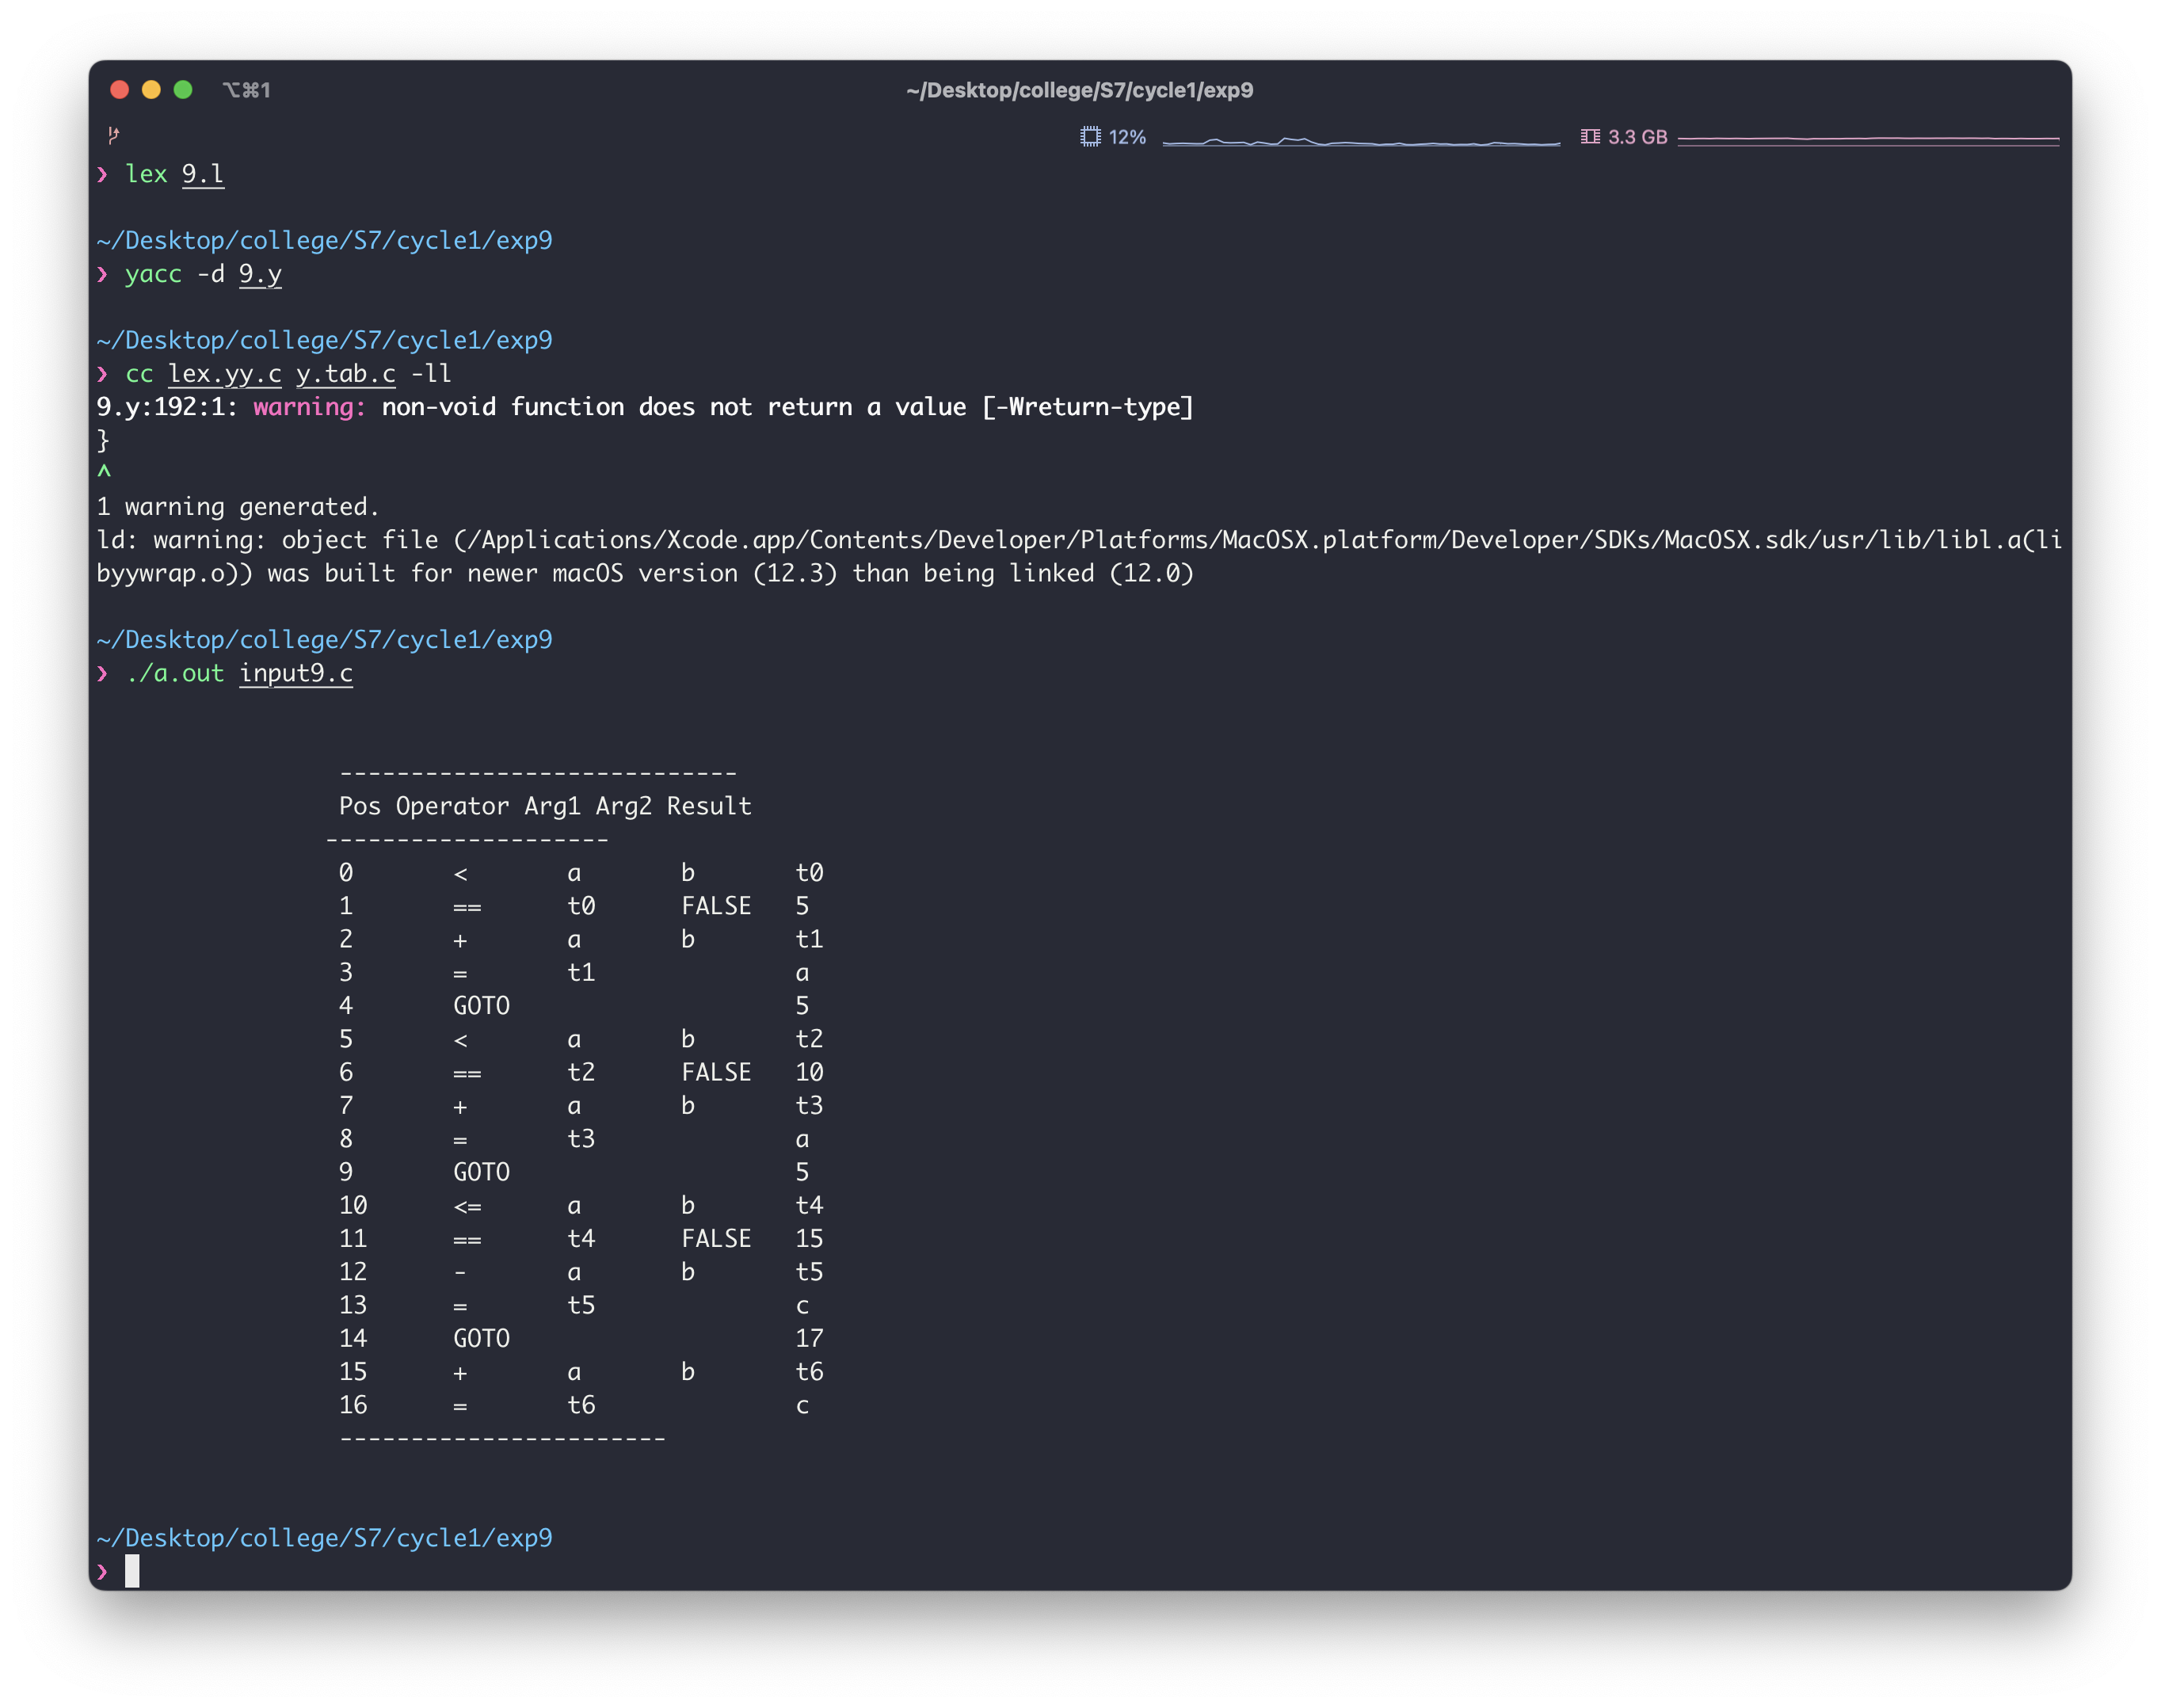 ⌥⌘1 ~/Desktop/college/S7/cycle1/exp9
12% 3.3 GB
❯ lex 9.l
~/Desktop/college/S7/cycle1/exp9
❯ yacc -d 9.y
~/Desktop/college/S7/cycle1/exp9
❯ cc lex.yy.c y.tab.c -ll
9.y:192:1: warning: non-void function does not return a value [-Wreturn-type]
}
^
1 warning generated.
ld: warning: object file (/Applications/Xcode.app/Contents/Developer/Platforms/MacOSX.platform/Developer/SDKs/MacOSX.sdk/usr/lib/libl.a(li
byywrap.o)) was built for newer macOS version (12.3) than being linked (12.0)
~/Desktop/college/S7/cycle1/exp9
❯ ./a.out input9.c
----------------------------
Pos Operator Arg1 Arg2 Result
--------------------
0 < a b t0
1 == t0 FALSE 5
2 + a b t1
3 = t1 a
4 GOTO 5
5 < a b t2
6 == t2 FALSE 10
7 + a b t3
8 = t3 a
9 GOTO 5
10 <= a b t4
11 == t4 FALSE 15
12 - a b t5
13 = t5 c
14 GOTO 17
15 + a b t6
16 = t6 c
-----------------------
~/Desktop/college/S7/cycle1/exp9
❯